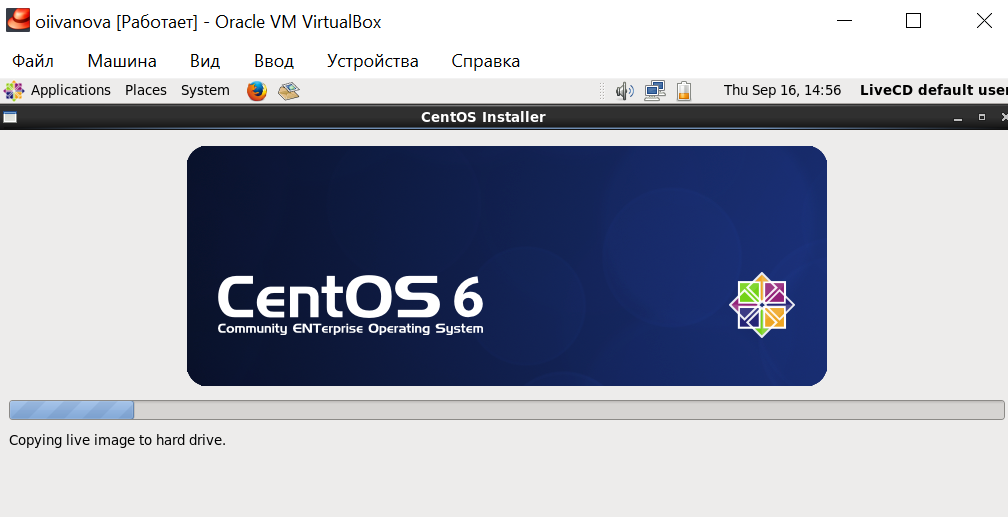 oiivanova [Работает] - Oracle VM VirtualBox
Файл Машина Вид Ввод Устройства Справка
Applications Places System Thu Sep 16, 14:56 LiveCD default user
CentOS Installer
CentOS 6
Community ENTerprise Operating System
Copying live image to hard drive.